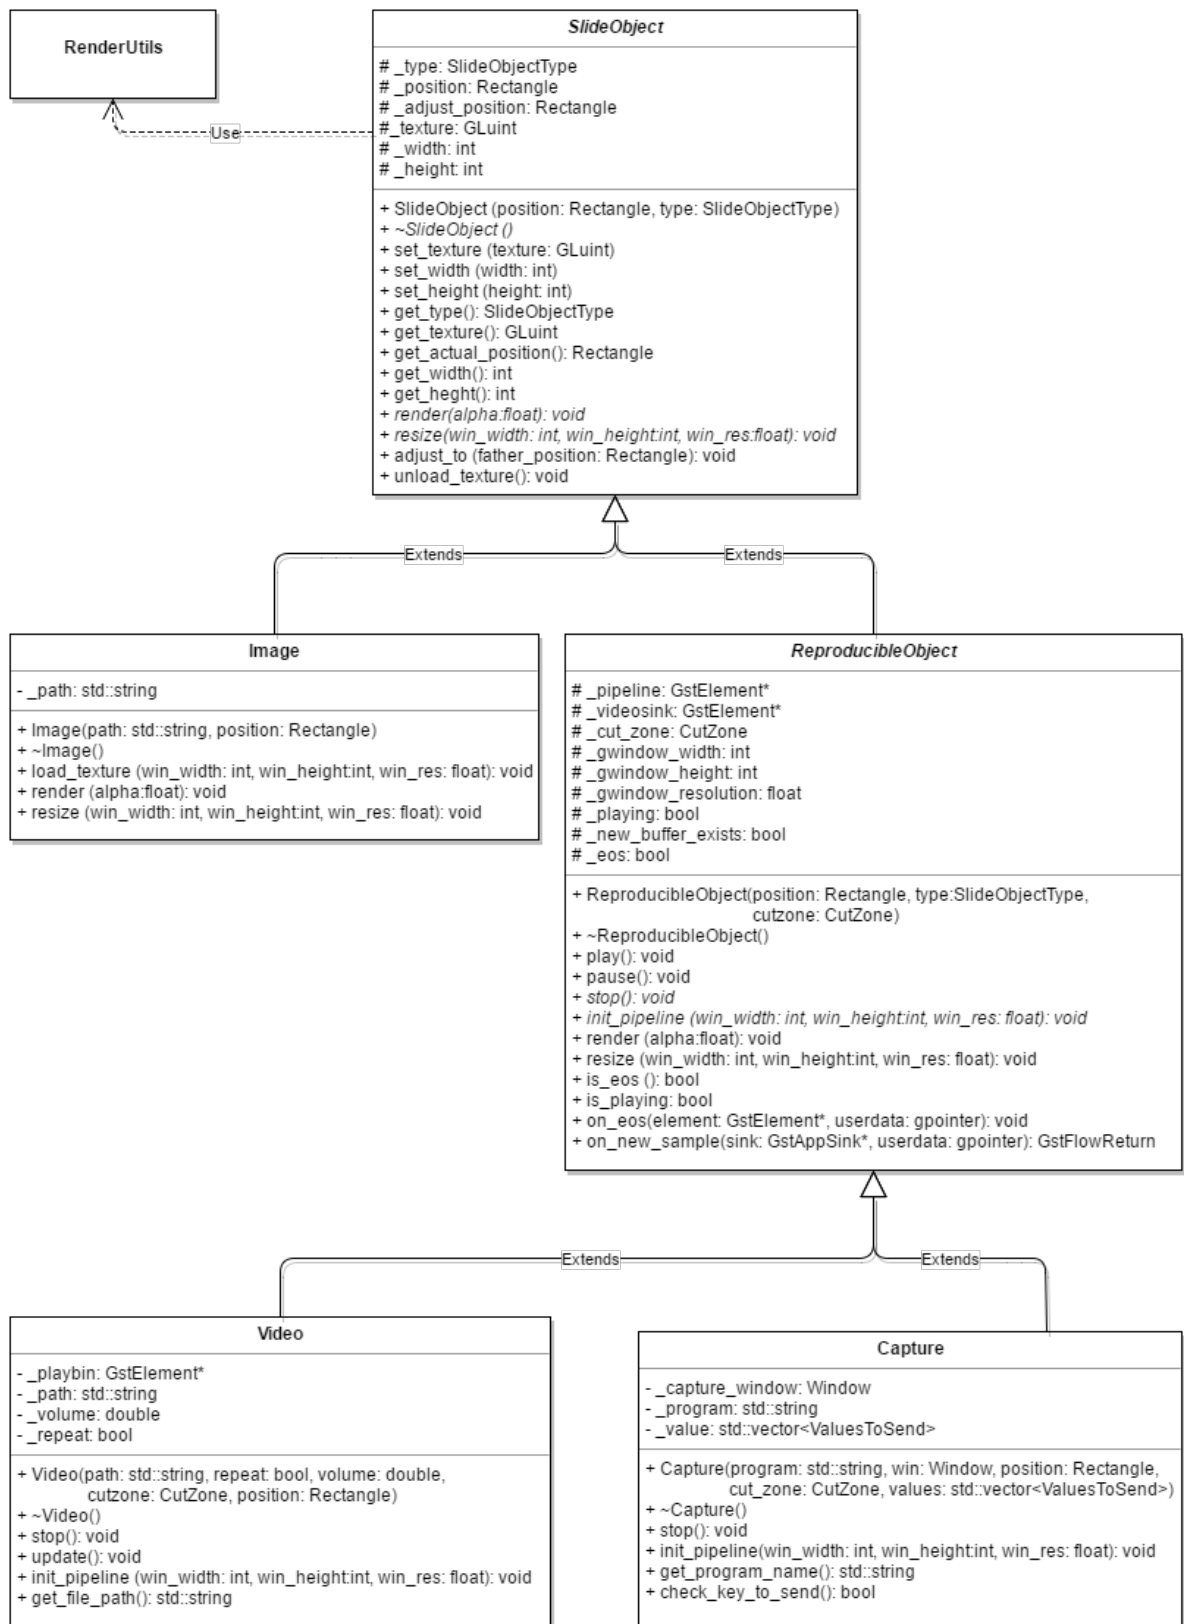 RenderUtils
SlideObject
# _type: SlideObjectType
# _position: Rectangle
# _adjust_position: Rectangle
#_texture: GLuint
# _width: int
# _height: int
Use
+ SlideObject (position: Rectangle, type: SlideObjectType)
+ ~SlideObject ()
+ set_texture (texture: GLuint)
+ set_width (width: int)
+ set_height (height: int)
+ get_type(): SlideObjectType
+ get_texture(): GLuint
+ get_actual_position(): Rectangle
+ get_width(): int
+ get_heght(): int
+ render(alpha:float): void
+ resize(win_width: int, win_height:int, win_res:float): void
+ adjust_to (father_position: Rectangle): void
+ unload_texture(): void
Extends
Extends
Image
- _path: std::string
+ Image(path: std::string, position: Rectangle)
+ ~Image()
+ load_texture (win_width: int, win_height:int, win_res: float): void
+ render (alpha:float): void
+ resize (win_width: int, win_height:int, win_res: float): void
ReproducibleObject
# _pipeline: GstElement*
# _videosink: GstElement*
# _cut_zone: CutZone
# _gwindow_width: int
# _gwindow_height: int
# _gwindow_resolution: float
# _playing: bool
# _new_buffer_exists: bool
# _eos: bool
+ ReproducibleObject(position: Rectangle, type:SlideObjectType,
cutzone: CutZone)
+ ~ReproducibleObject()
+ play(): void
+ pause(): void
+ stop(): void
+ init_pipeline (win_width: int, win_height:int, win_res: float): void
+ render (alpha:float): void
+ resize (win_width: int, win_height:int, win_res: float): void
+ is_eos (): bool
+ is_playing: bool
+ on_eos(element: GstElement*, userdata: gpointer): void
+ on_new_sample(sink: GstAppSink*, userdata: gpointer): GstFlowReturn
Extends
Extends
Video
- _playbin: GstElement*
- _path: std::string
- _volume: double
- _repeat: bool
+ Video(path: std::string, repeat: bool, volume: double,
cutzone: CutZone, position: Rectangle)
+ ~Video()
+ stop(): void
+ update(): void
+ init_pipeline (win_width: int, win_height:int, win_res: float): void
+ get_file_path(): std::string
Capture
- _capture_window: Window
- _program: std::string
- _value: std::vector<ValuesToSend>
+ Capture(program: std::string, win: Window, position: Rectangle,
cut_zone: CutZone, values: std::vector<ValuesToSend>)
+ ~Capture()
+ stop(): void
+ init_pipeline(win_width: int, win_height:int, win_res: float): void
+ get_program_name(): std::string
+ check_key_to_send(): bool